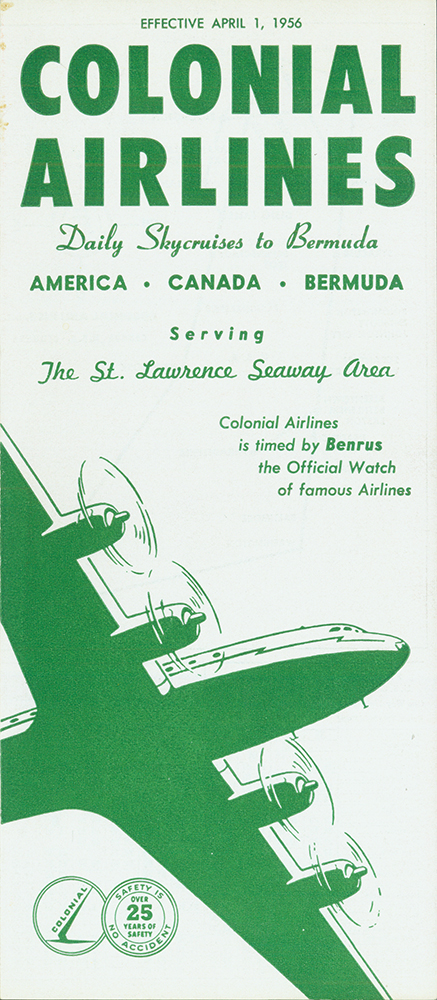 EFFECTIVE APRIL 1, 1956
COLONIAL
AIRLINES
Daily Skycruises to Bermuda
AMERICA • CANADA • BERMUDA
Serving
The St. Lawrence Seaway Area
Colonial Airlines
is timed by Benrus
the Official Watch
of famous Airlines
COLONIAL
SAFETY IS
NO ACCIDENT
OVER
25
YEARS OF
SAFETY